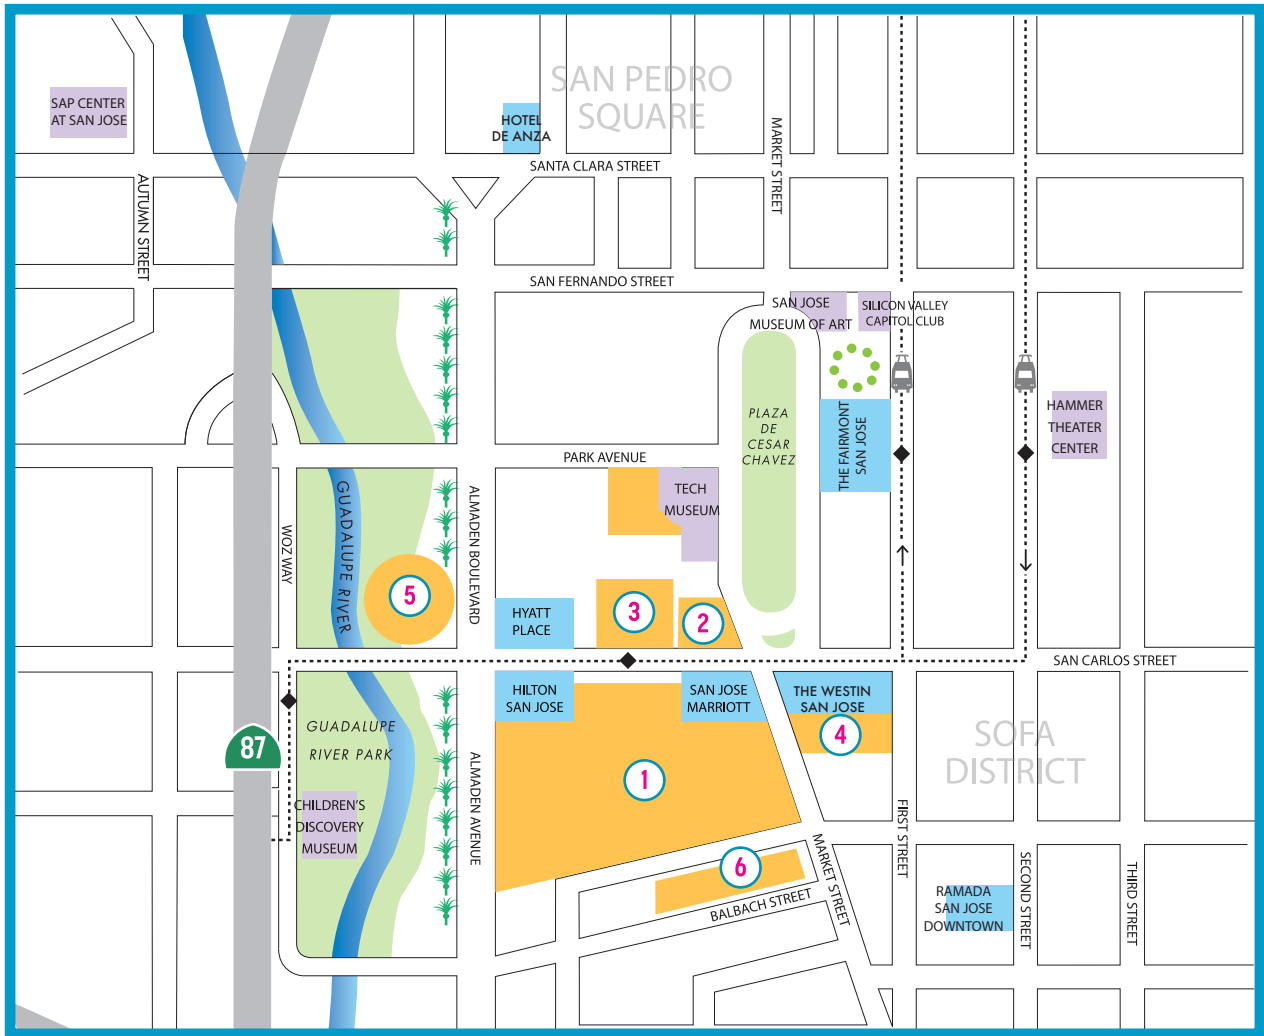 SAN PEDRO
SQUARE
SAP CENTER
AT SAN JOSE
HOTEL
DE ANZA
MARKET STREET
SANTA CLARA STREET
AUTUMN STREET
SAN FERNANDO STREET
SAN JOSE
MUSEUM OF ART
SILICON VALLEY
CAPITOL CLUB
PLAZA
DE
CESAR
CHAVEZ
THE FAIRMONT
SAN JOSE
HAMMER
THEATER
CENTER
PARK AVENUE
TECH
MUSEUM
GUADALUPE RIVER
ALMADEN BOULEVARD
WOZ WAY
5
HYATT
PLACE
3
2
SAN CARLOS STREET
HILTON
SAN JOSE
SAN JOSE
MARRIOTT
THE WESTIN
SAN JOSE
4
GUADALUPE
RIVER PARK
SOFA
DISTRICT
87
1
ALMADEN AVENUE
CHILDREN'S
DISCOVERY
MUSEUM
FIRST STREET
MARKET STREET
6
BALBACH STREET
SECOND STREET
THIRD STREET
RAMADA
SAN JOSE
DOWNTOWN